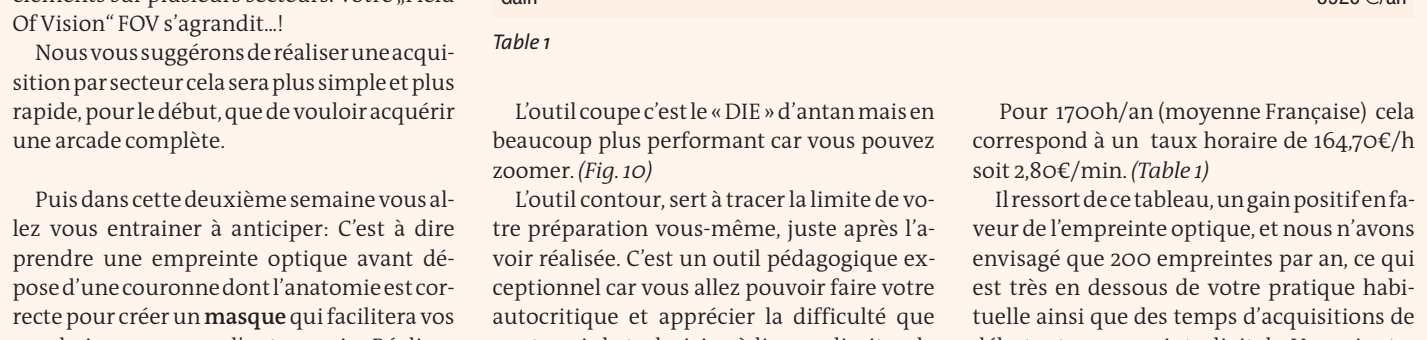 Of Vision“ FOV s’agrandit…!
Nous vous suggérons de réaliser une acqui-
sition par secteur cela sera plus simple et plus
rapide, pour le début, que de vouloir acquérir
une arcade complète.
Puis dans cette deuxième semaine vous al-
lez vous entrainer à anticiper: C’est à dire
prendre une empreinte optique avant dé-
pose d’une couronne dont l’anatomie est cor-
recte pour créer un masque qui facilitera vos
Table 1
L’outil coupe c’est le « DIE » d’antan mais en
beaucoup plus performant car vous pouvez
zoomer. (Fig. 10)
L’outil contour, sert à tracer la limite de vo-
tre préparation vous-même, juste après l’a-
voir réalisée. C’est un outil pédagogique ex-
ceptionnel car vous allez pouvoir faire votre
autocritique et apprécier la difficulté que
Pour 1700h/an (moyenne Française) cela
correspond à un taux horaire de 164,70€/h
soit 2,80€/min. (Table 1)
Il ressort de ce tableau, un gain positif en fa-
veur de l’empreinte optique, et nous n’avons
envisagé que 200 empreintes par an, ce qui
est très en dessous de votre pratique habi-
tuelle ainsi que des temps d’acquisitions de